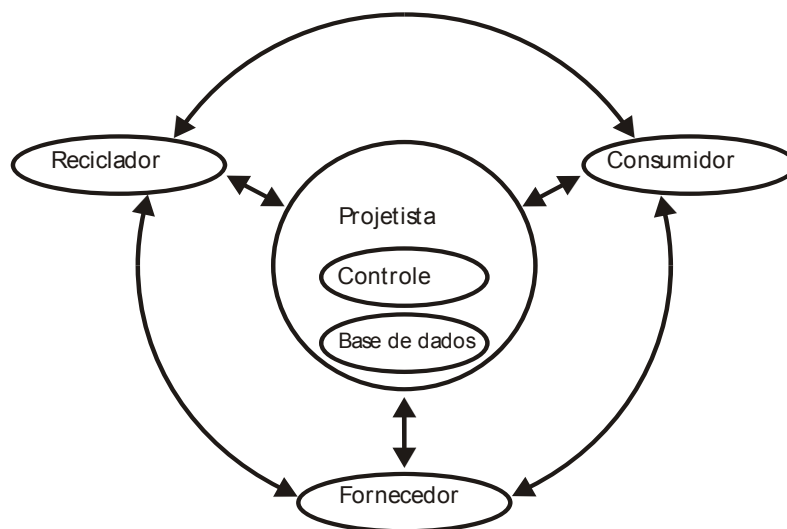 Reciclador
Consumidor
Projetista
Controle
Base de dados
Fornecedor